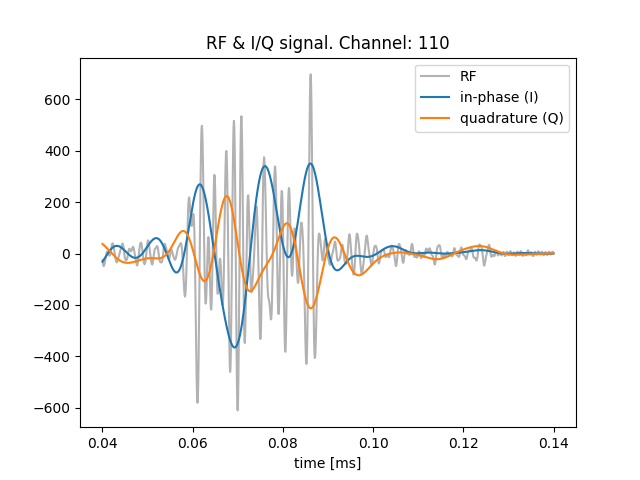 RF & I/Q signal. Channel: 110
RF
in-phase (I)
quadrature (Q)
600
400
200
0
−200
−400
−600
0.04 0.06 0.08 0.10 0.12 0.14
time [ms]